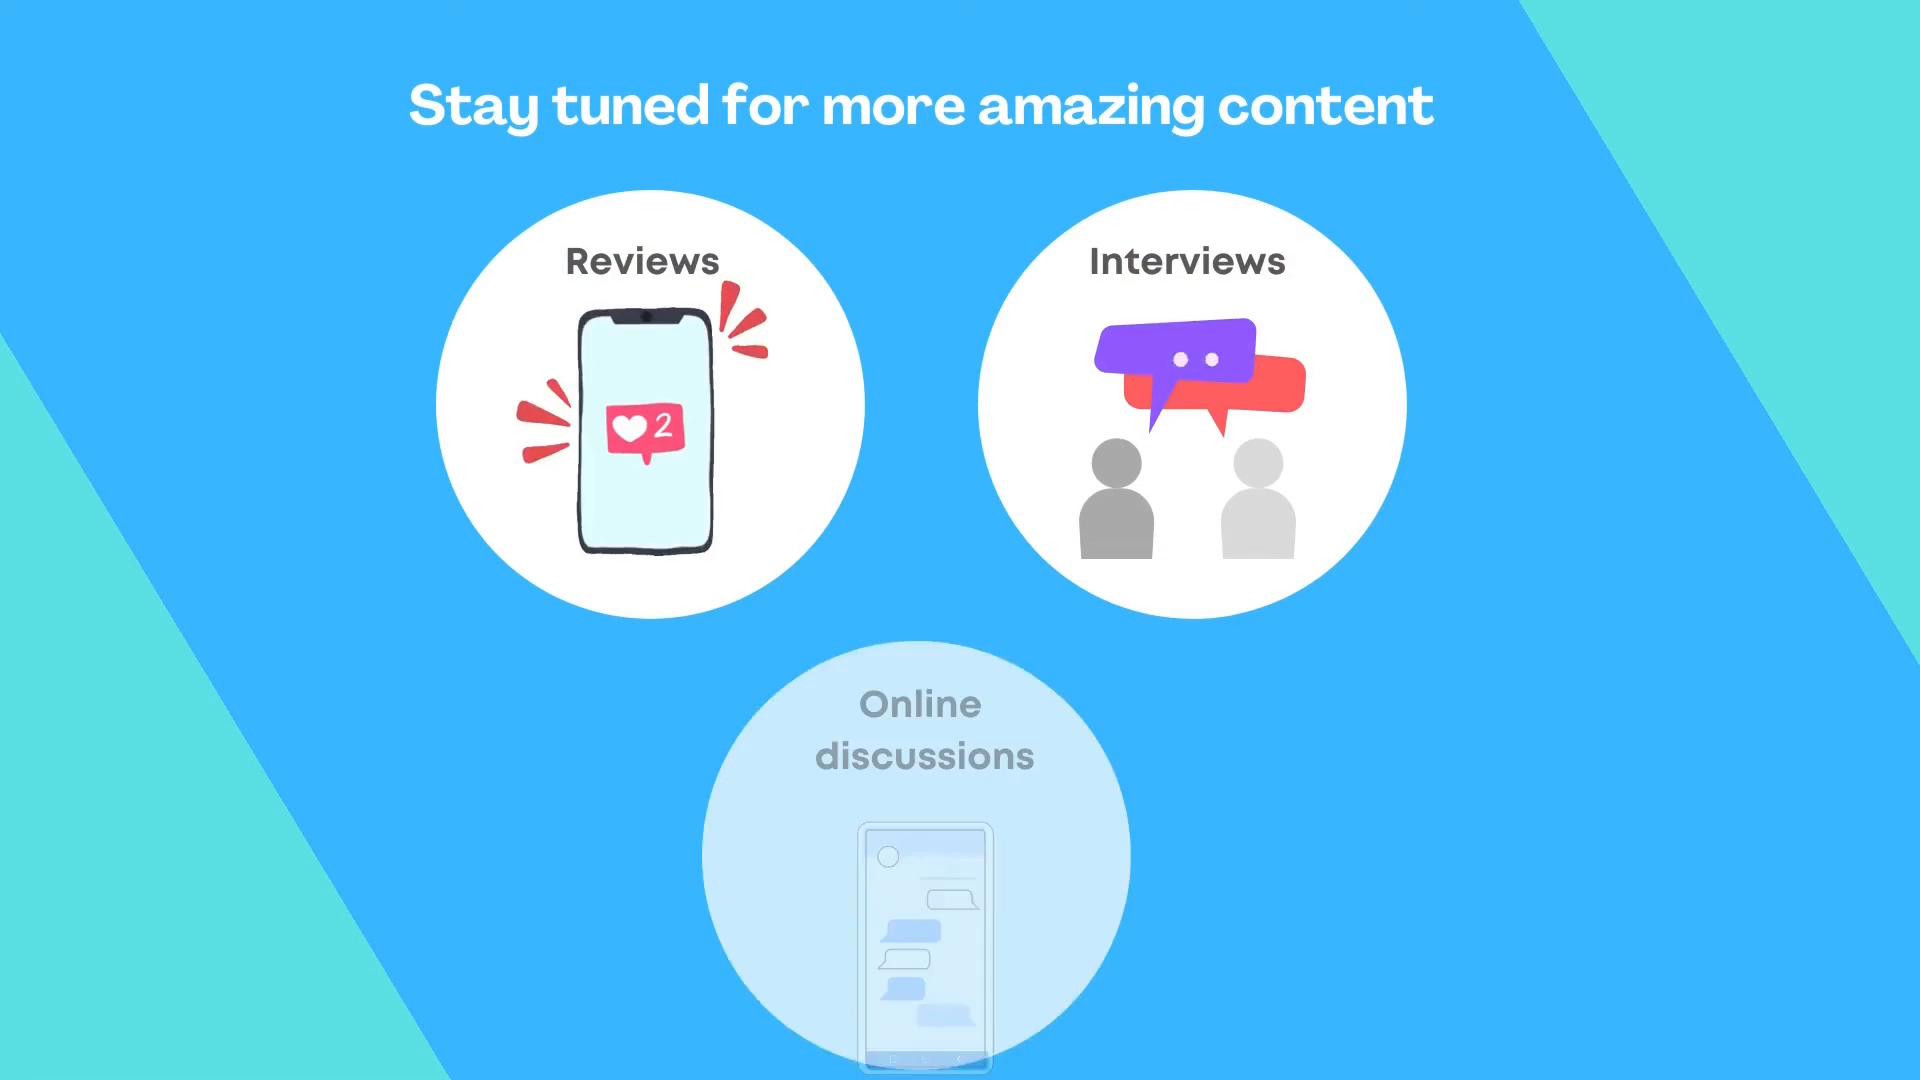 Stay tuned for more amazing content
Reviews
Interviews
2
Online
discussions